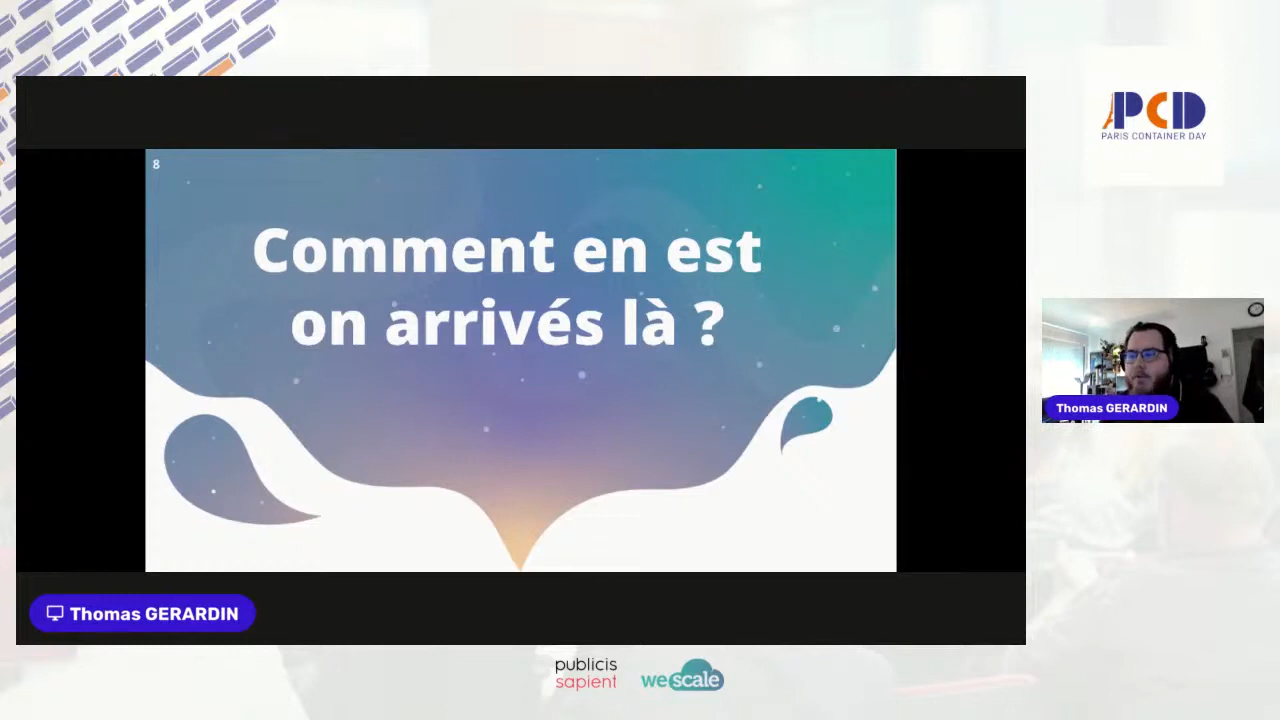 PCD
PARIS CONTAINER DAY
8
Comment en est
on arrivés là ?
Thomas GERARDIN
Thomas GERARDIN
publicis
sapient
wescale